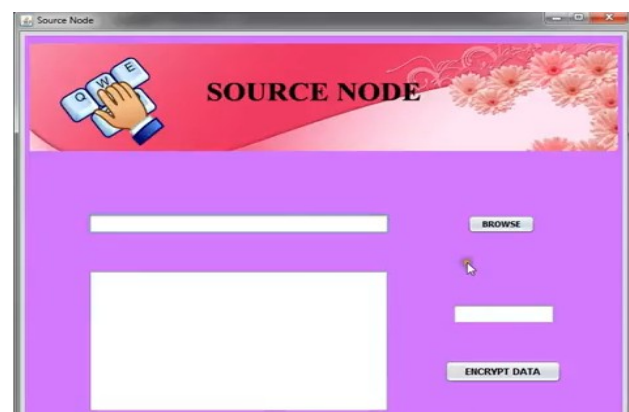 Source Node
Q W E
SOURCE NODE
BROWSE
ENCRYPT DATA